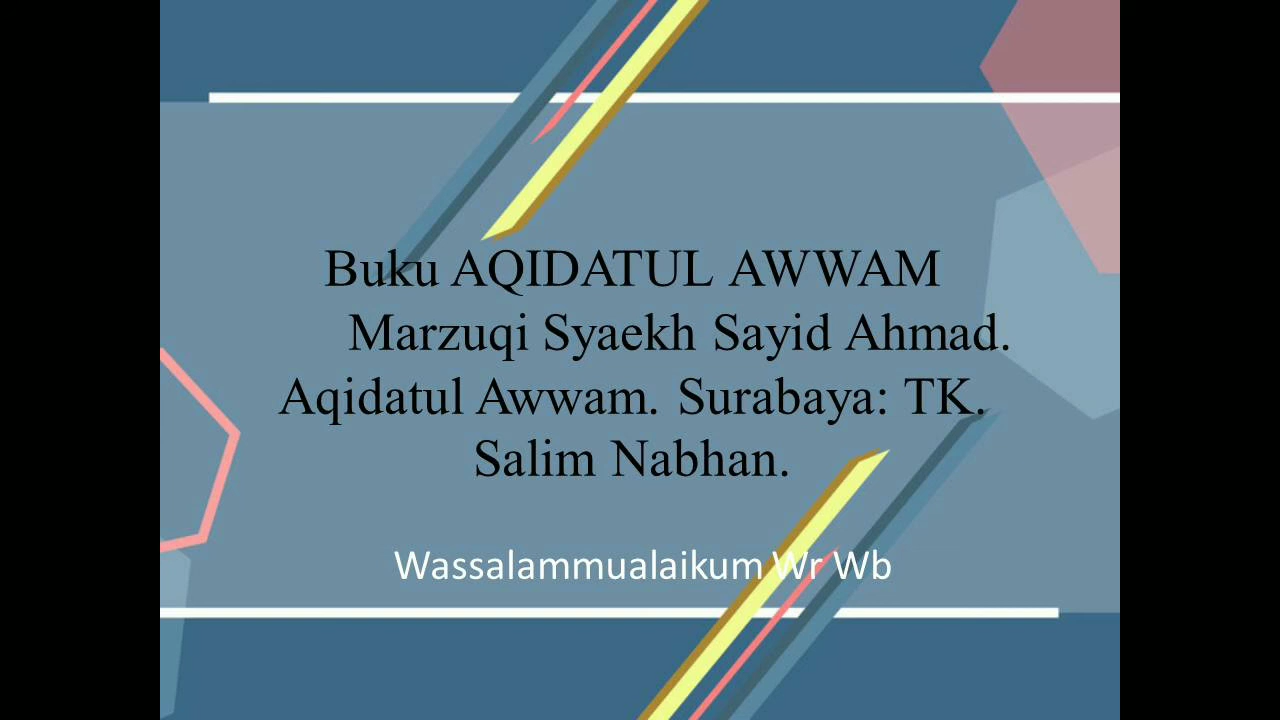 Buku AQIDATUL AWWAM
Marzuqi Syaekh Sayid Ahmad.
Aqidatul Awwam. Surabaya: TK.
Salim Nabhan.
Wassalammualaikum Wr Wb